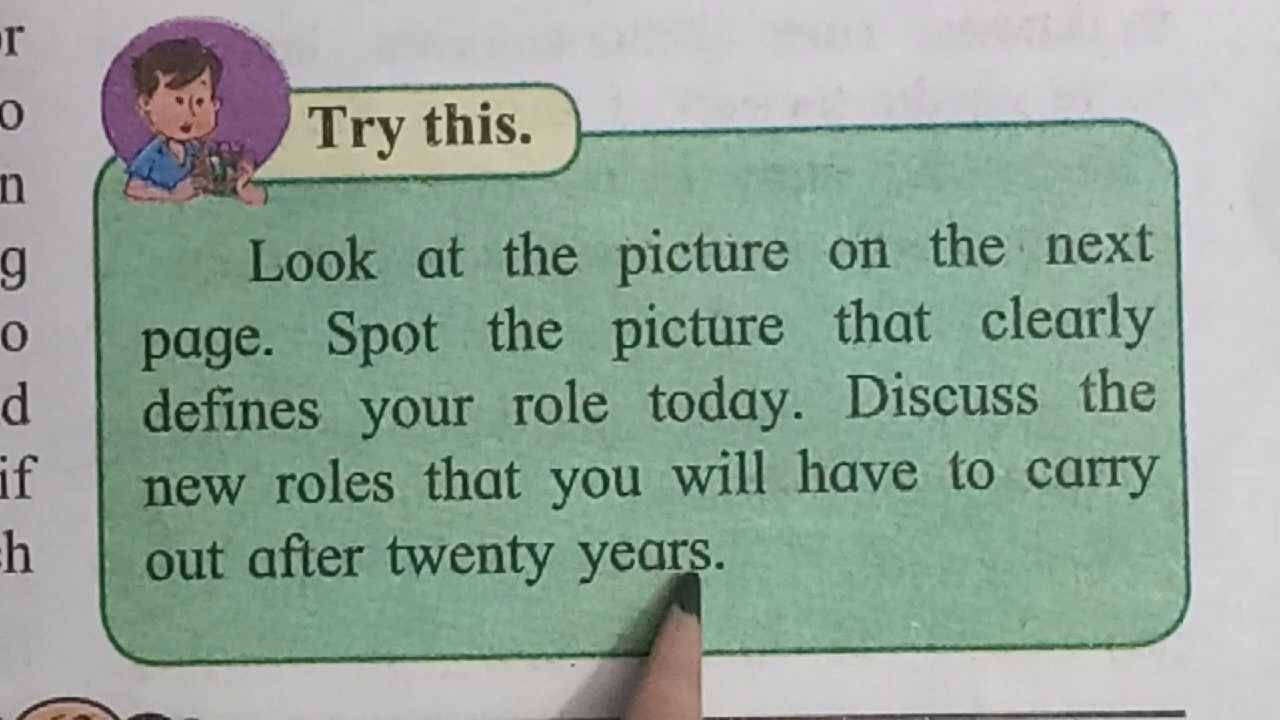 Try this.
Look at the picture on the next
page. Spot the picture that clearly
defines your role today. Discuss the
new roles that you will have to carry
out after twenty years.